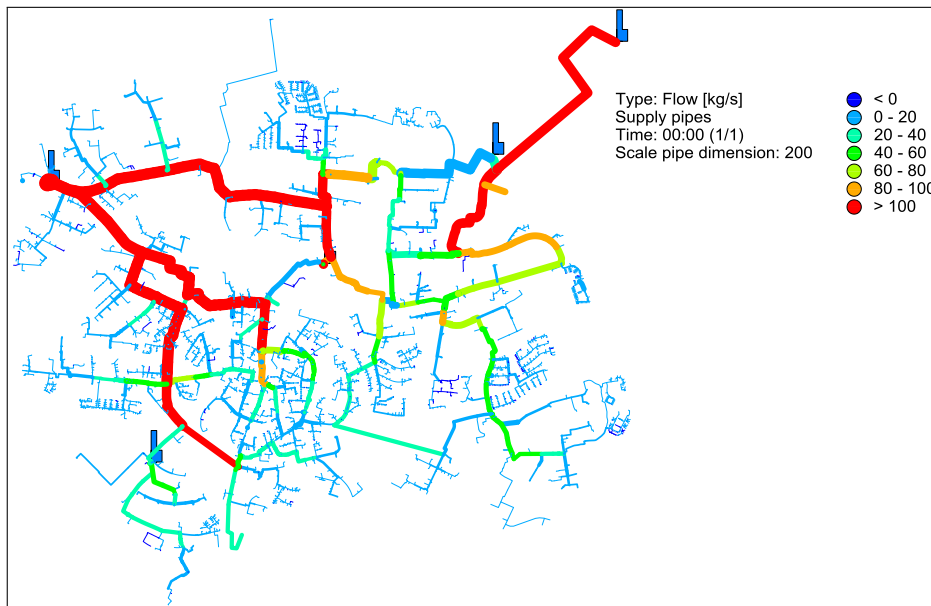 Type: Flow [kg/s]
Supply pipes
Time: 00:00 (1/1)
Scale pipe dimension: 200
< 0
0 - 20
20 - 40
40 - 60
60 - 80
80 - 100
> 100